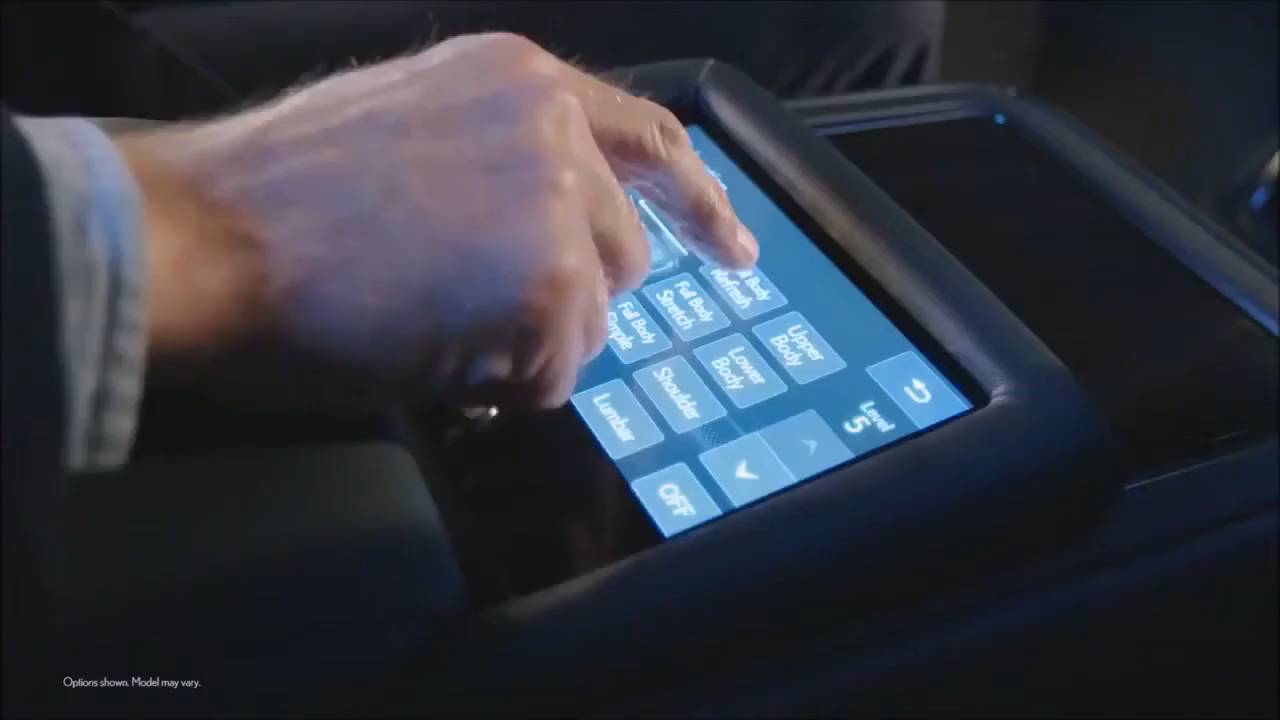 Full Body
Refresh
Full Body
Stretch
Full Body
Simple
Upper
Body
Lower
Body
Shoulder
Lumbar
Level
5
OFF
Options shown. Model may vary.